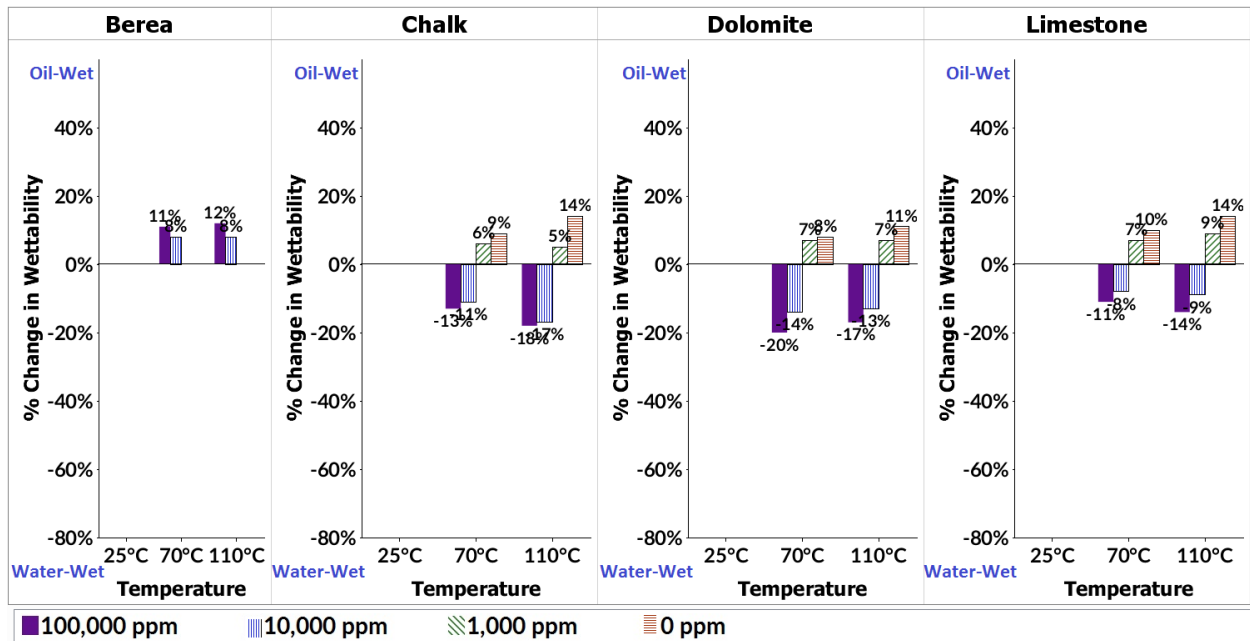 Berea
Chalk
Dolomite
Limestone
Oil-Wet
40%
20%
0%
-20%
-40%
-60%
-80%
% Change in Wettability
11%
8%
12%
8%
25°C 70°C 110°C
Water-Wet
Temperature
Oil-Wet
40%
20%
0%
-20%
-40%
-60%
-80%
% Change in Wettability
-13%
-11%
6%
9%
-18%
-17%
5%
14%
25°C 70°C 110°C
Water-Wet
Temperature
Oil-Wet
40%
20%
0%
-20%
-40%
-60%
-80%
% Change in Wettability
-20%
-14%
7%
8%
-17%
-13%
7%
11%
25°C 70°C 110°C
Water-Wet
Temperature
Oil-Wet
40%
20%
0%
-20%
-40%
-60%
-80%
% Change in Wettability
-11%
-8%
7%
10%
-14%
-9%
9%
14%
25°C 70°C 110°C
Water-Wet
Temperature
100,000 ppm 10,000 ppm 1,000 ppm 0 ppm